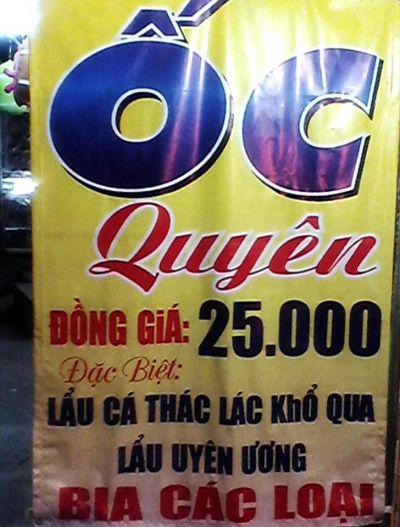 ỐC
Quyên
ĐỒNG GIÁ: 25.000
Đặc Biệt:
LẨU CÁ THÁC LÁC KHỔ QUA
LẨU UYÊN ƯƠNG
BIA CÁC LOẠI